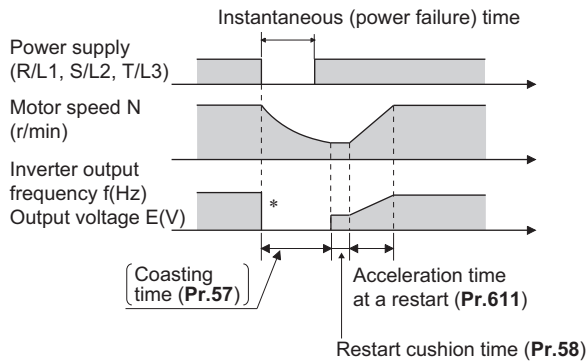 Instantaneous (power failure) time
Power supply
(R/L1, S/L2, T/L3)
Motor speed N
(r/min)
Inverter output
frequency f(Hz)
Output voltage E(V)
*
Coasting
time (Pr.57)
Acceleration time
at a restart (Pr.611)
Restart cushion time (Pr.58)